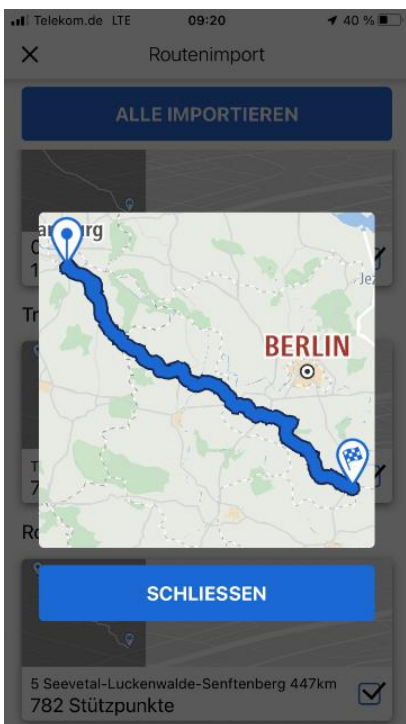 Telekom.de LTE 09:20 40 %
Routenimport
ALLE IMPORTIEREN
BERLIN
SCHLIESSEN
5 Seevetal-Luckenwalde-Senftenberg 447km
782 Stützpunkte